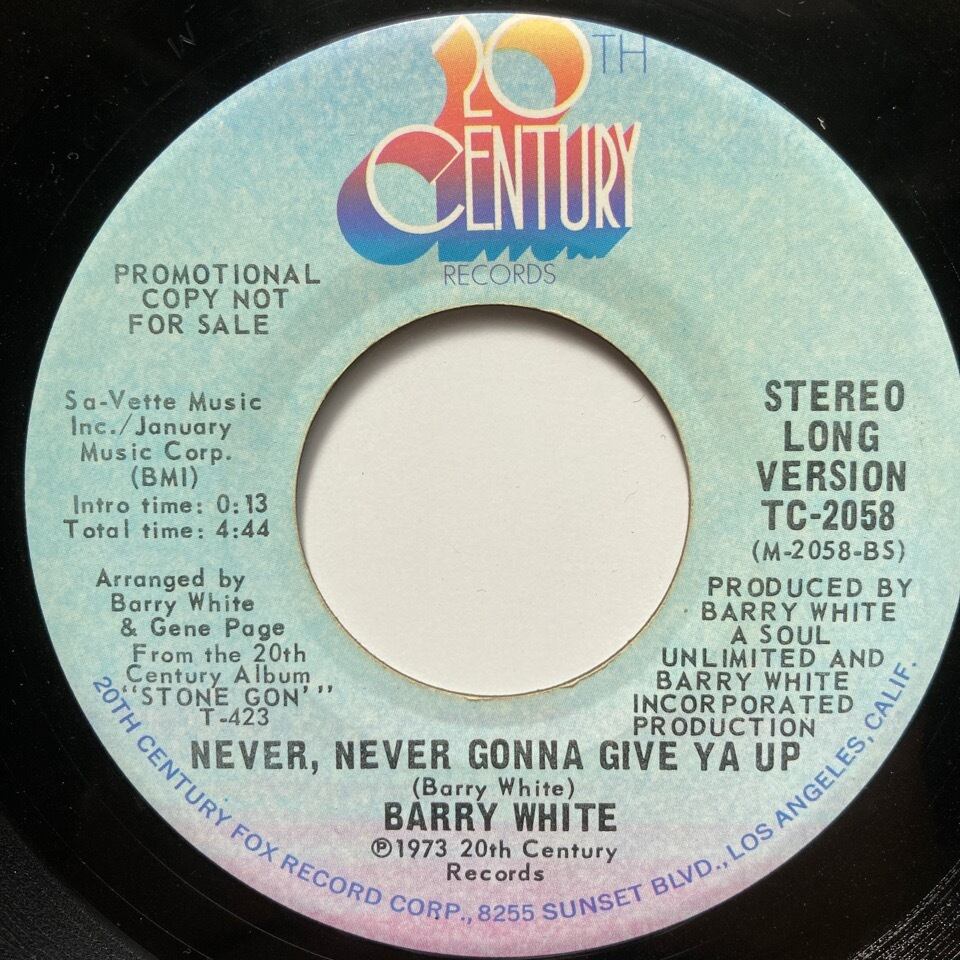 20TH
CENTURY
RECORDS
PROMOTIONAL
COPY NOT
FOR SALE
Sa-Vette Music
Inc./January
Music Corp.
(BMI)
Intro time: 0:13
Total time: 4:44
Arranged by
Barry White
& Gene Page
From the 20th
Century Album
"STONE GON'"
T-423
STEREO
LONG
VERSION
TC-2058
(M-2058-BS)
PRODUCED BY
BARRY WHITE
A SOUL
UNLIMITED AND
BARRY WHITE
INCORPORATED
PRODUCTION
NEVER, NEVER GONNA GIVE YA UP
(Barry White)
BARRY WHITE
℗1973 20th Century
Records
20TH CENTURY FOX RECORD CORP., 8255 SUNSET BLVD., LOS ANGELES, CALIF.